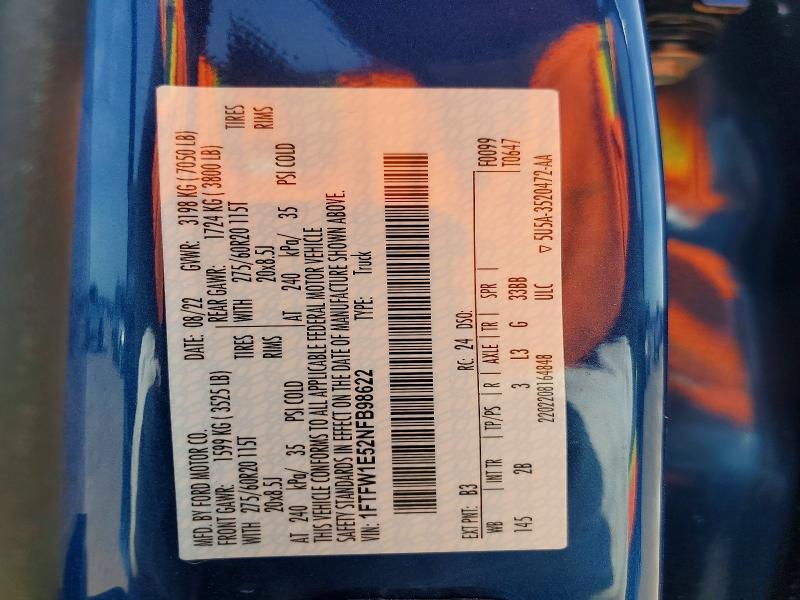 MFD. BY FORD MOTOR CO. DATE: 08/22 GVWR: 3198 KG ( 7050 LB)
FRONT GAWR: 1599 KG ( 3525 LB) REAR GAWR: 1724 KG ( 3800 LB)
WITH 275/60R20 115T TIRES WITH 275/60R20 115T TIRES
20x8.5J RIMS 20x8.5J RIMS
AT 240 kPa/ 35 PSI COLD AT 240 kPa/ 35 PSI COLD
THIS VEHICLE CONFORMS TO ALL APPLICABLE FEDERAL MOTOR VEHICLE
SAFETY STANDARDS IN EFFECT ON THE DATE OF MANUFACTURE SHOWN ABOVE.
VIN: 1FTFW1E52NFB98622 TYPE: Truck
EXT PNT: B3 RC: 24 DSO: F0099
WB INT TR TP/PS R AXLE TR SPR T0647
145 2B 3 L3 G 33BB
2202208164848 ULC ▽ 5U5A-3520472-AA